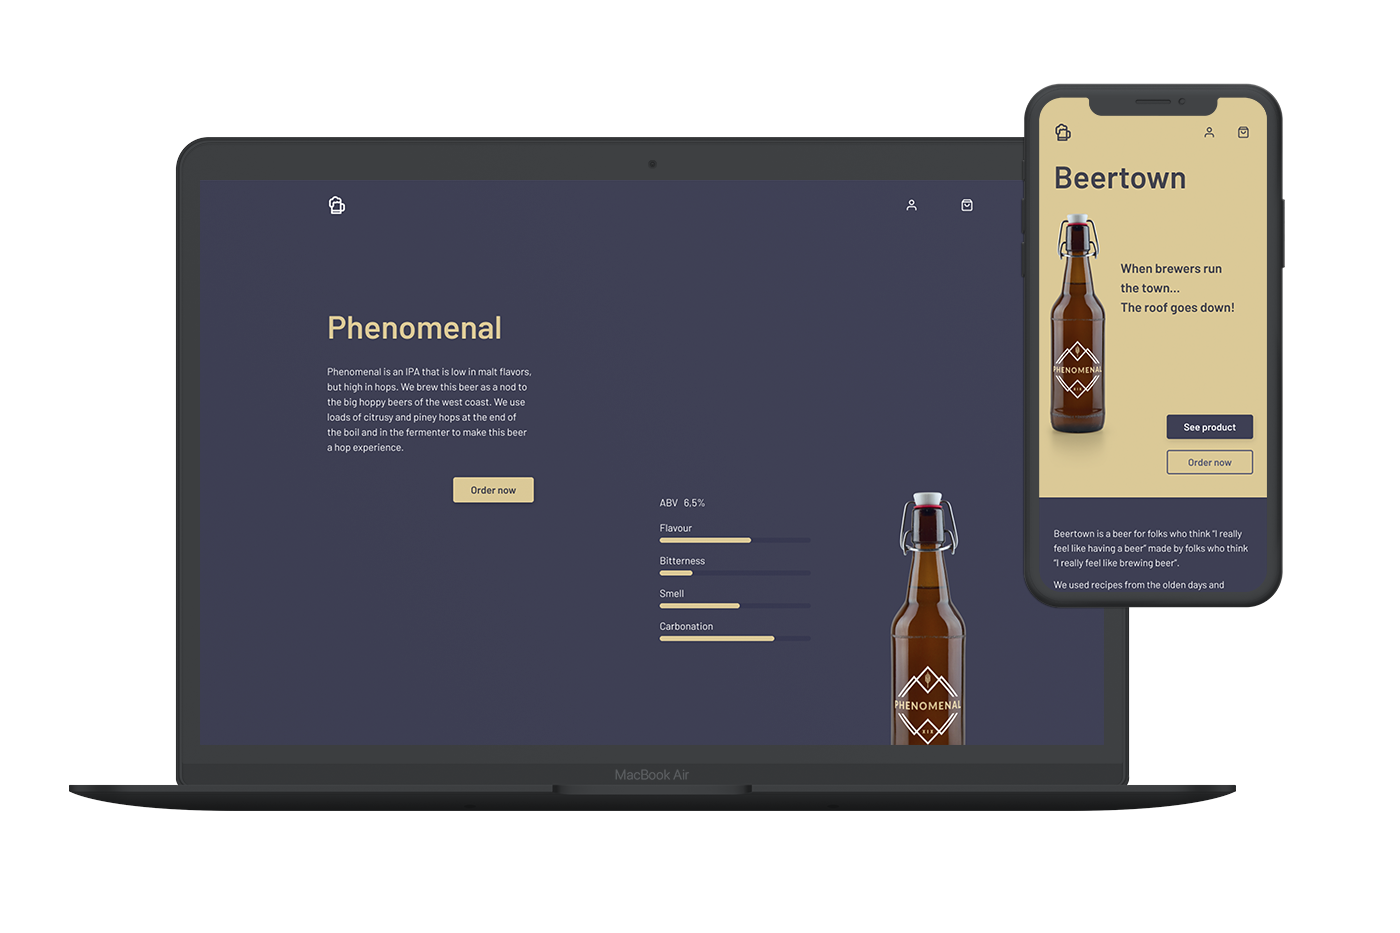 Phenomenal
Phenomenal is an IPA that is low in malt flavors,
but high in hops. We brew this beer as a nod to
the big hoppy beers of the west coast. We use
loads of citrusy and piney hops at the end of
the boil and in the fermenter to make this beer
a hop experience.
Order now
ABV 6,5%
Flavour
Bitterness
Smell
Carbonation
PHENOMENAL
XIX
MacBook Air
Beertown
When brewers run
the town...
The roof goes down!
PHENOMENAL
XIX
See product
Order now
Beertown is a beer for folks who think “I really
feel like having a beer” made by folks who think
“I really feel like brewing beer”.
We used recipes from the olden days and